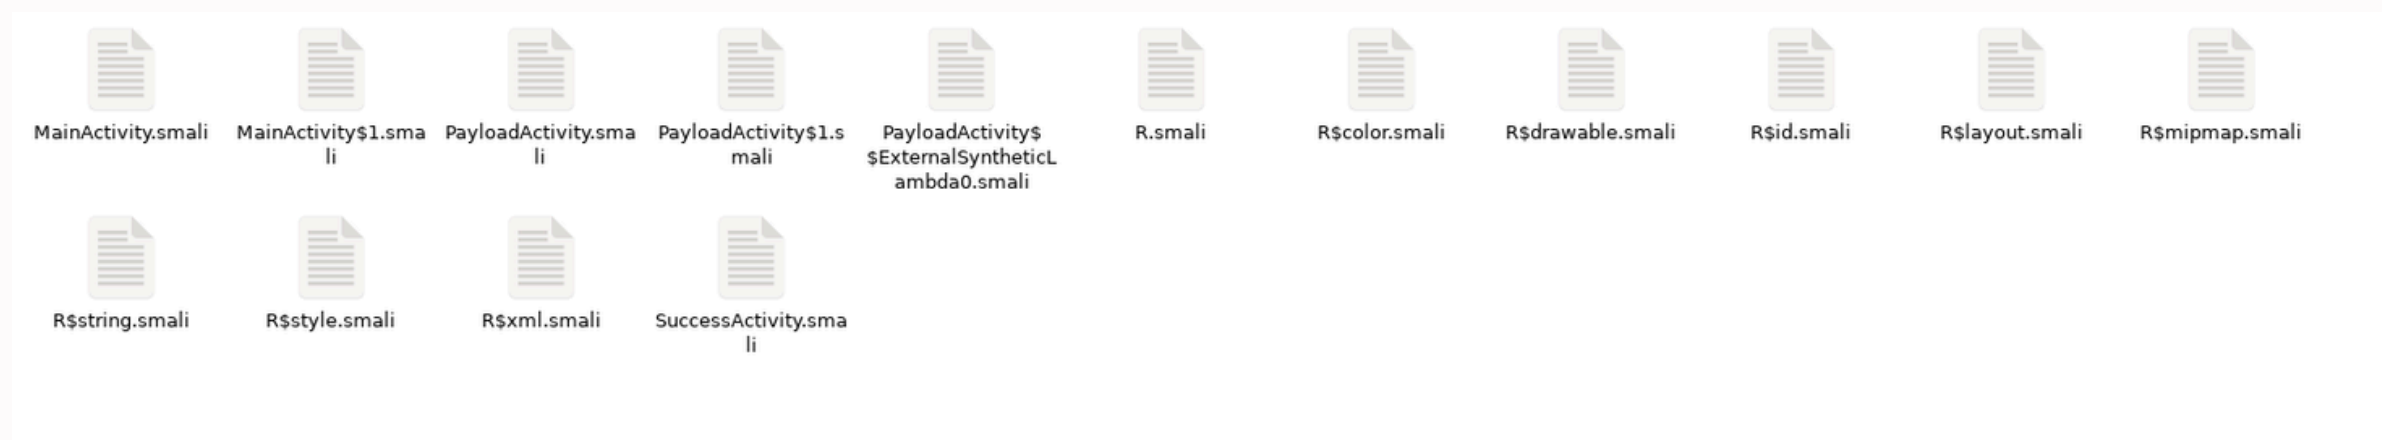 MainActivity.smali
MainActivity$1.sma
li
PayloadActivity.sma
li
PayloadActivity$1.s
mali
PayloadActivity$
$ExternalSyntheticL
ambda0.smali
R.smali
R$color.smali
R$drawable.smali
R$id.smali
R$layout.smali
R$mipmap.smali
R$string.smali
R$style.smali
R$xml.smali
SuccessActivity.sma
li